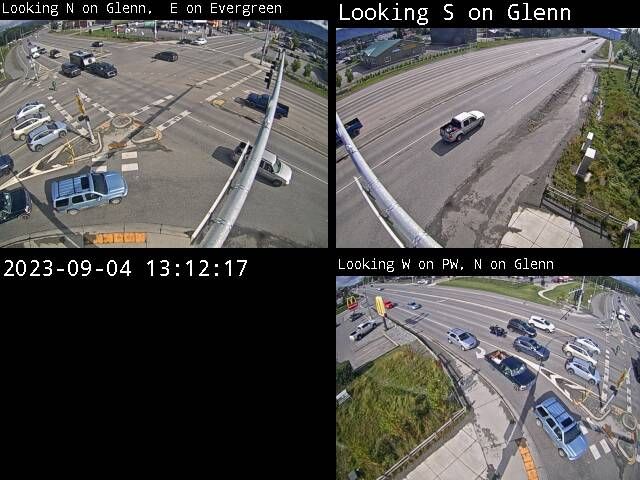 Looking N on Glenn, E on Evergreen
Looking S on Glenn
2023-09-04 13:12:17
Looking W on PW, N on Glenn